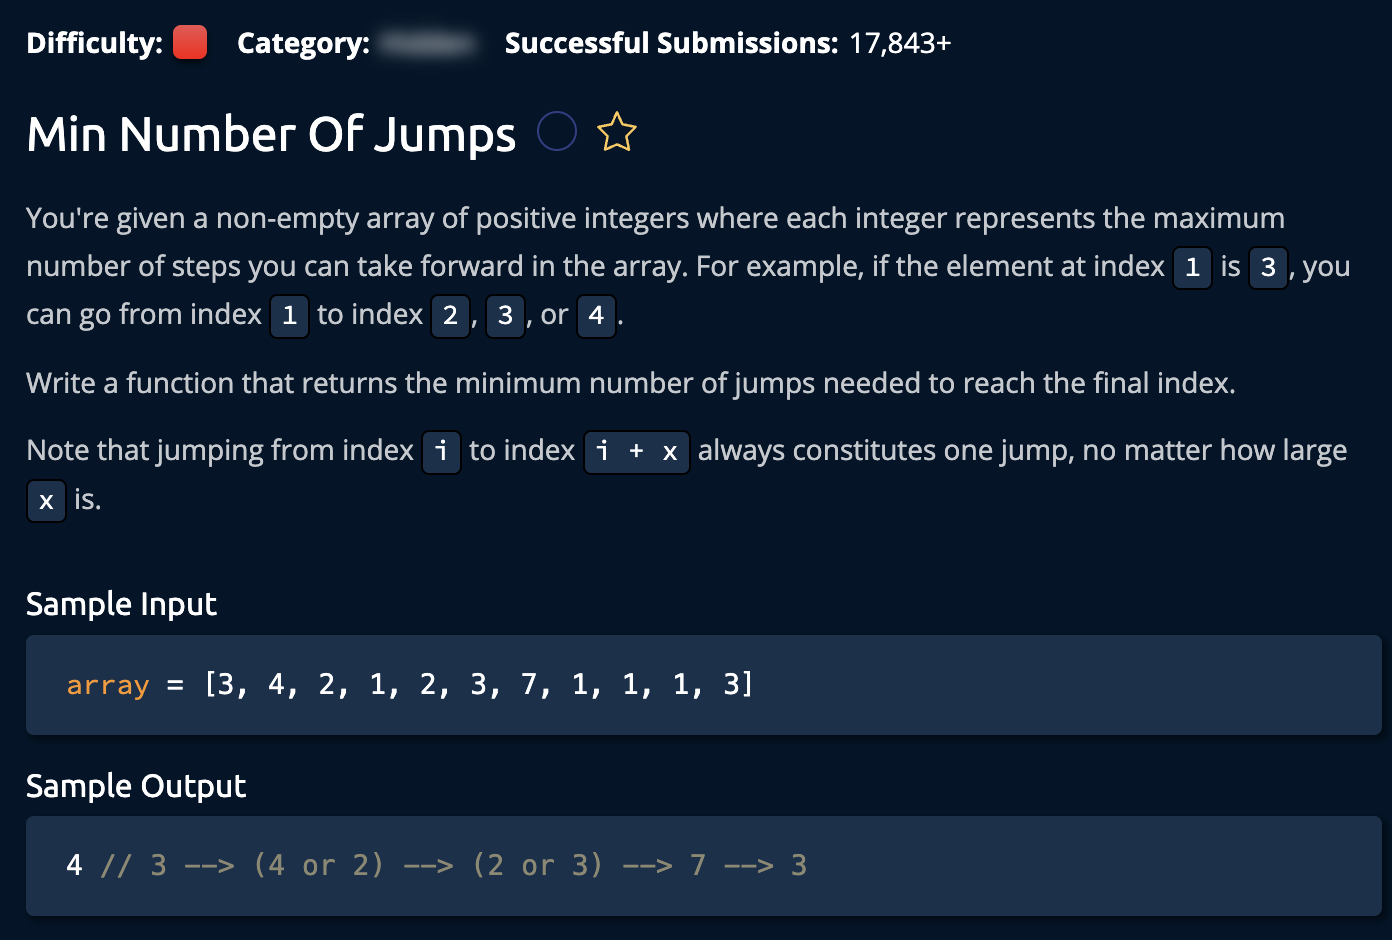 Difficulty: Category: Successful Submissions: 17,843+
Min Number Of Jumps
You're given a non-empty array of positive integers where each integer represents the maximum
number of steps you can take forward in the array. For example, if the element at index 1 is 3, you
can go from index 1 to index 2, 3, or 4.
Write a function that returns the minimum number of jumps needed to reach the final index.
Note that jumping from index i to index i + x always constitutes one jump, no matter how large
x is.
Sample Input
array = [3, 4, 2, 1, 2, 3, 7, 1, 1, 1, 3]
Sample Output
4 // 3 --> (4 or 2) --> (2 or 3) --> 7 --> 3